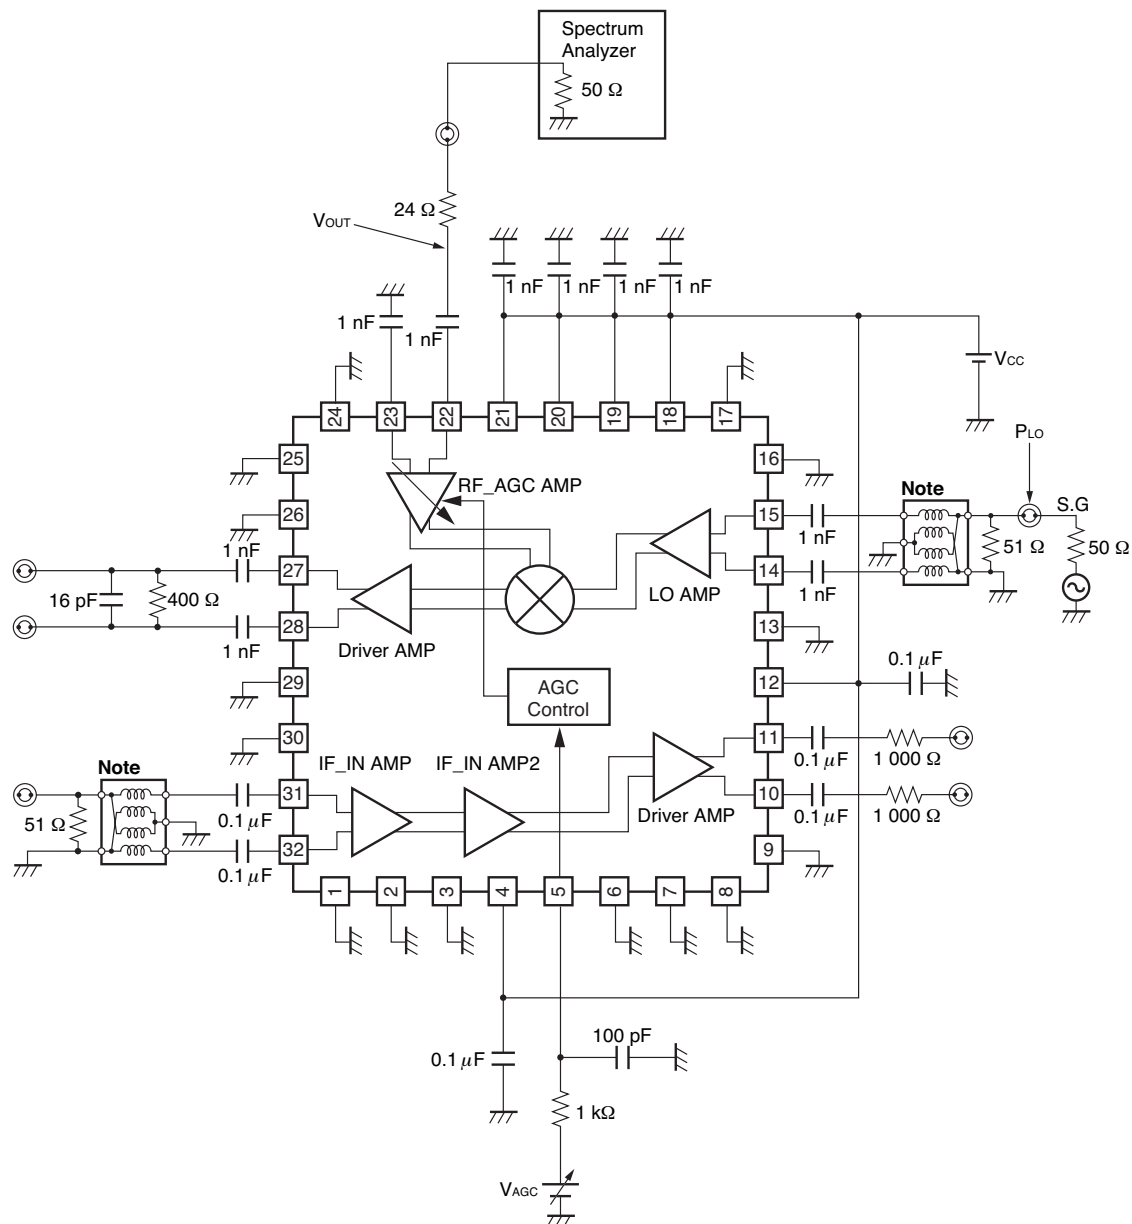 Spectrum
Analyzer
50 Ω
24 Ω
VOUT
1 nF
1 nF
1 nF
1 nF
1 nF
1 nF
VCC
24
23
22
21
20
19
18
17
25
16
PLO
RF_AGC AMP
Note
S.G
26
15
1 nF
1 nF
51 Ω
50 Ω
27
14
16 pF
400 Ω
LO AMP
1 nF
28
13
1 nF
Driver AMP
0.1 μF
29
12
AGC
Control
30
11
0.1 μF
1 000 Ω
Note
IF_IN AMP
IF_IN AMP2
31
10
0.1 μF
Driver AMP
0.1 μF
1 000 Ω
51 Ω
32
9
0.1 μF
1
2
3
4
5
6
7
8
100 pF
0.1 μF
1 kΩ
VAGC